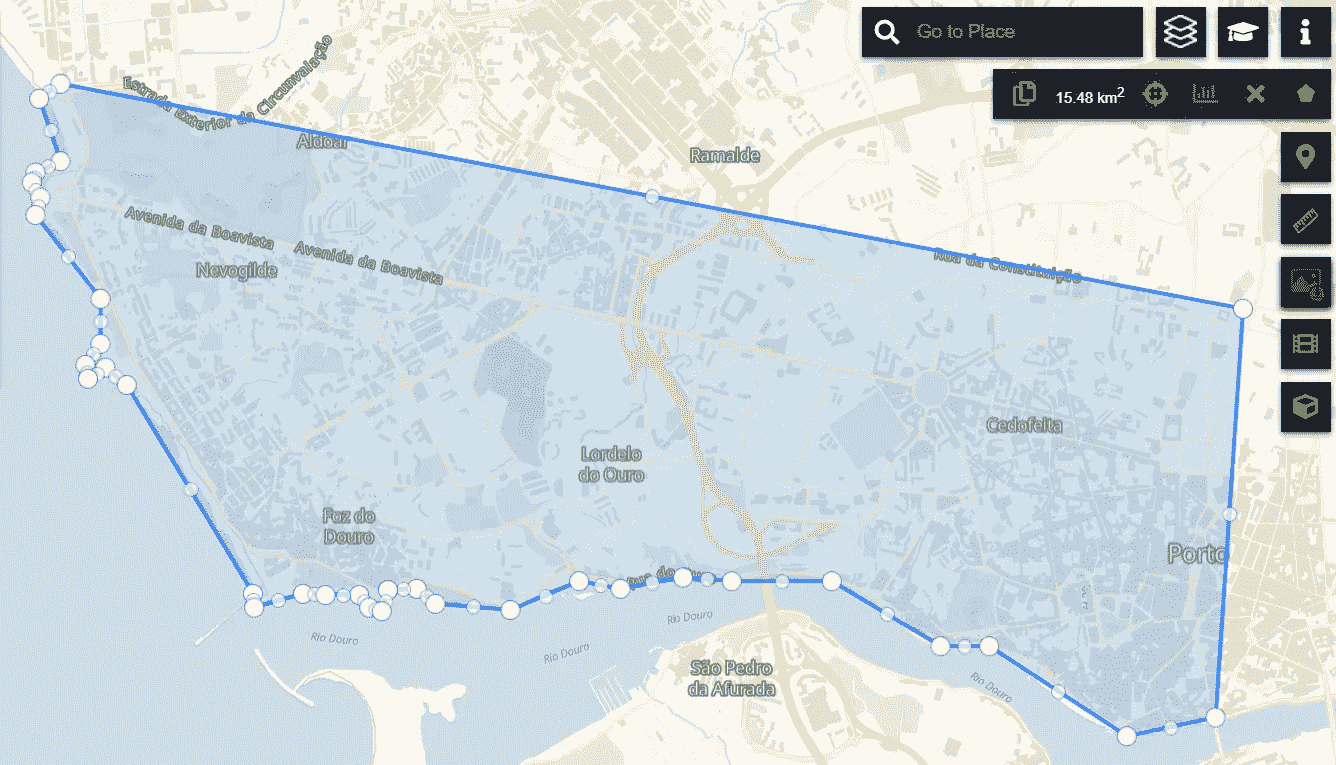 Go to Place
15.48 km²
Estrada Exterior da Circunvalação
Aldoar
Ramalde
Avenida da Boavista
Avenida da Boavista
Nevogilde
Rua da Constituição
Cedofeita
Lordelo
do Ouro
Foz do
Douro
Porto
Rio Douro
Rio Douro
Rio Douro
São Pedro
da Afurada
Rio Douro